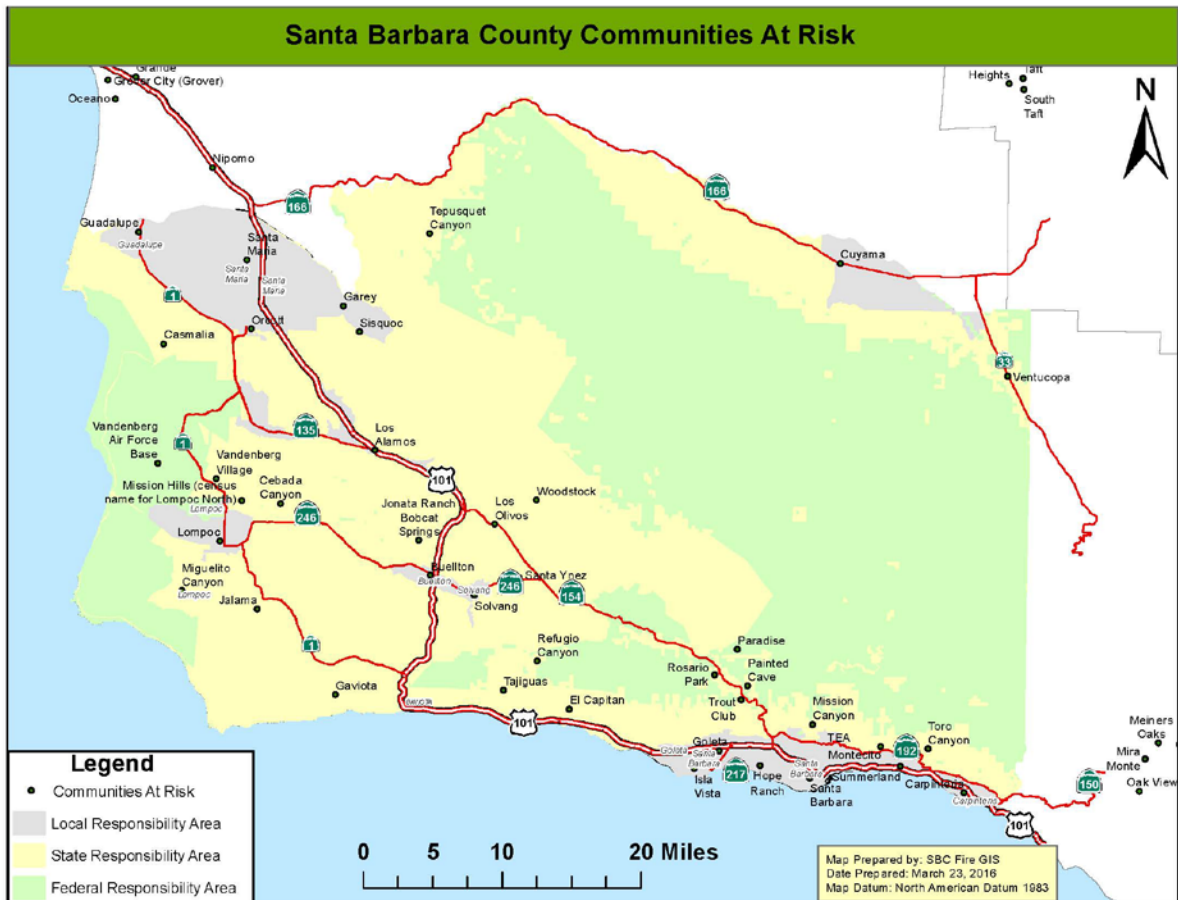 Santa Barbara County Communities At Risk
Grande
Grover City (Grover)
Oceano
Heights
Taft
South
Taft
N
Nipomo
166
166
Guadalupe
Guadalupe
Santa
Maria
Santa
Maria
Santa
Maria
Tepusquet
Canyon
Cuyama
1
Garey
Sisquoc
Orcutt
Casmalia
33
Ventucopa
135
Los
Alamos
1
Vandenberg
Air Force
Base
Vandenberg
Village
101
Mission Hills (census
name for Lompoc North)
Cebada
Canyon
Jonata Ranch
Bobcat
Springs
Los
Olivos
Woodstock
Lompoc
246
Lompoc
Miguelito
Canyon
Lompoc
Buellton
Buellton
Solvang
Solvang
246
Santa Ynez
154
Jalama
1
Refugio
Canyon
Paradise
Rosario
Park
Painted
Cave
Gaviota
Tajiguas
El Capitan
Trout
Club
Mission
Canyon
101
Goleta
Goleta
Santa
Barbara
TEA
Montecito
192
Toro
Canyon
Meiners
Oaks
Mira
Monte
Oak View
Isla
Vista
217
Hope
Ranch
Santa
Barbara
Santa
Barbara
Summerland
Carpinteria
Carpinteria
150
101
Legend
Communities At Risk
Local Responsibility Area
State Responsibility Area
Federal Responsibility Area
0 5 10 20 Miles
Map Prepared by: SBC Fire GIS
Date Prepared: March 23, 2016
Map Datum: North American Datum 1983